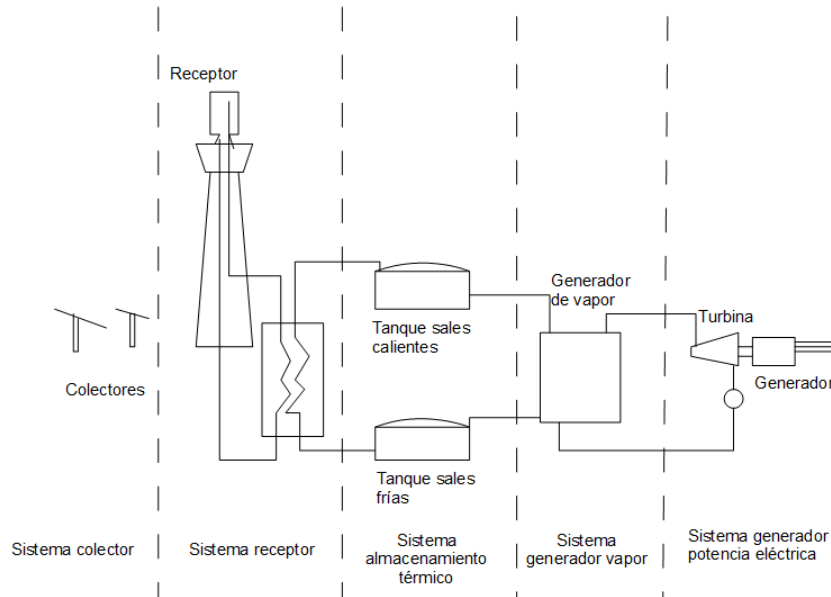 Receptor
Generador
de vapor
Turbina
Tanque sales
calientes
Colectores
Generador
Tanque sales
frías
Sistema colector
Sistema receptor
Sistema
almacenamiento
térmico
Sistema
generador vapor
Sistema generador
potencia eléctrica